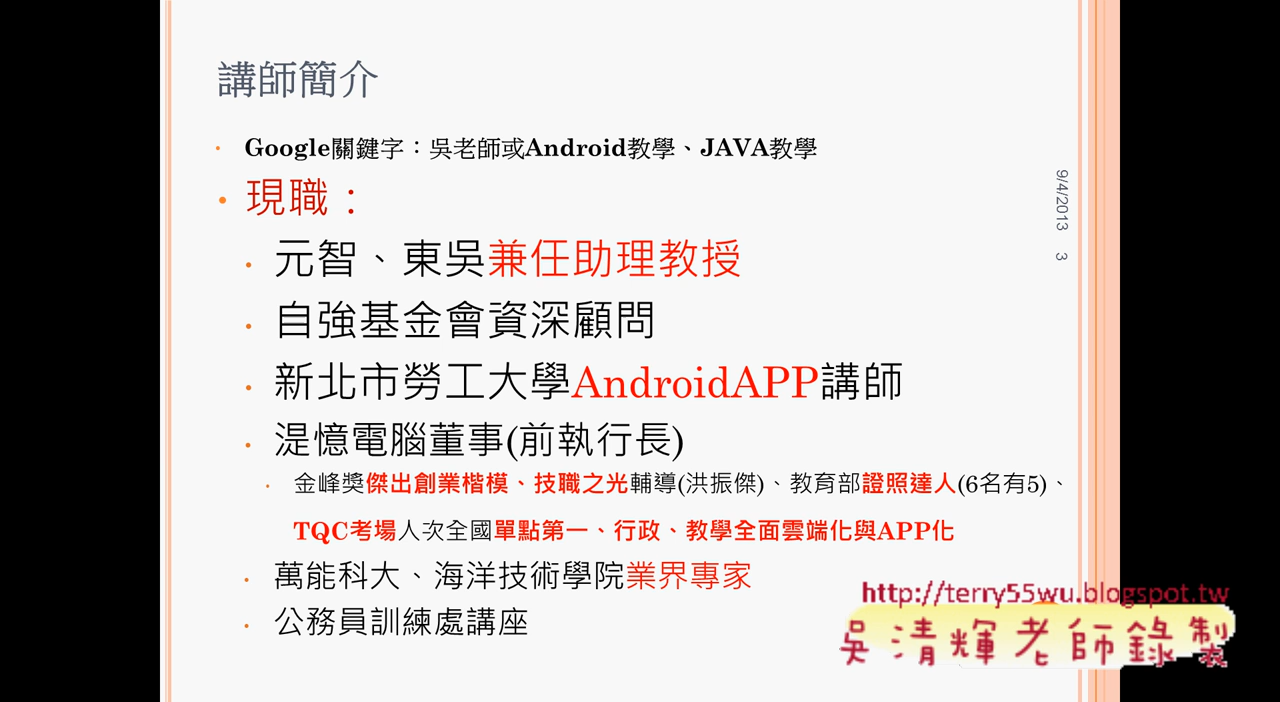 講師簡介
Google關鍵字：吳老師或Android教學、JAVA教學
現職：
元智、東吳兼任助理教授
自強基金會資深顧問
新北市勞工大學AndroidAPP講師
湜憶電腦董事(前執行長)
金峰獎傑出創業楷模、技職之光輔導(洪振傑)、教育部證照達人(6名有5)、
TQC考場人次全國單點第一、行政、教學全面雲端化與APP化
萬能科大、海洋技術學院業界專家
公務員訓練處講座
9/4/2013
3
http://terry55wu.blogspot.tw
吳清輝老師錄製